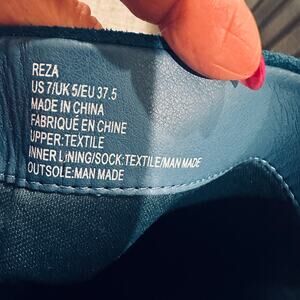 REZA
US 7/UK 5/EU 37.5
MADE IN CHINA
FABRIQUÉ EN CHINE
UPPER:TEXTILE
INNER LINING/SOCK:TEXTILE/MAN MADE
OUTSOLE:MAN MADE